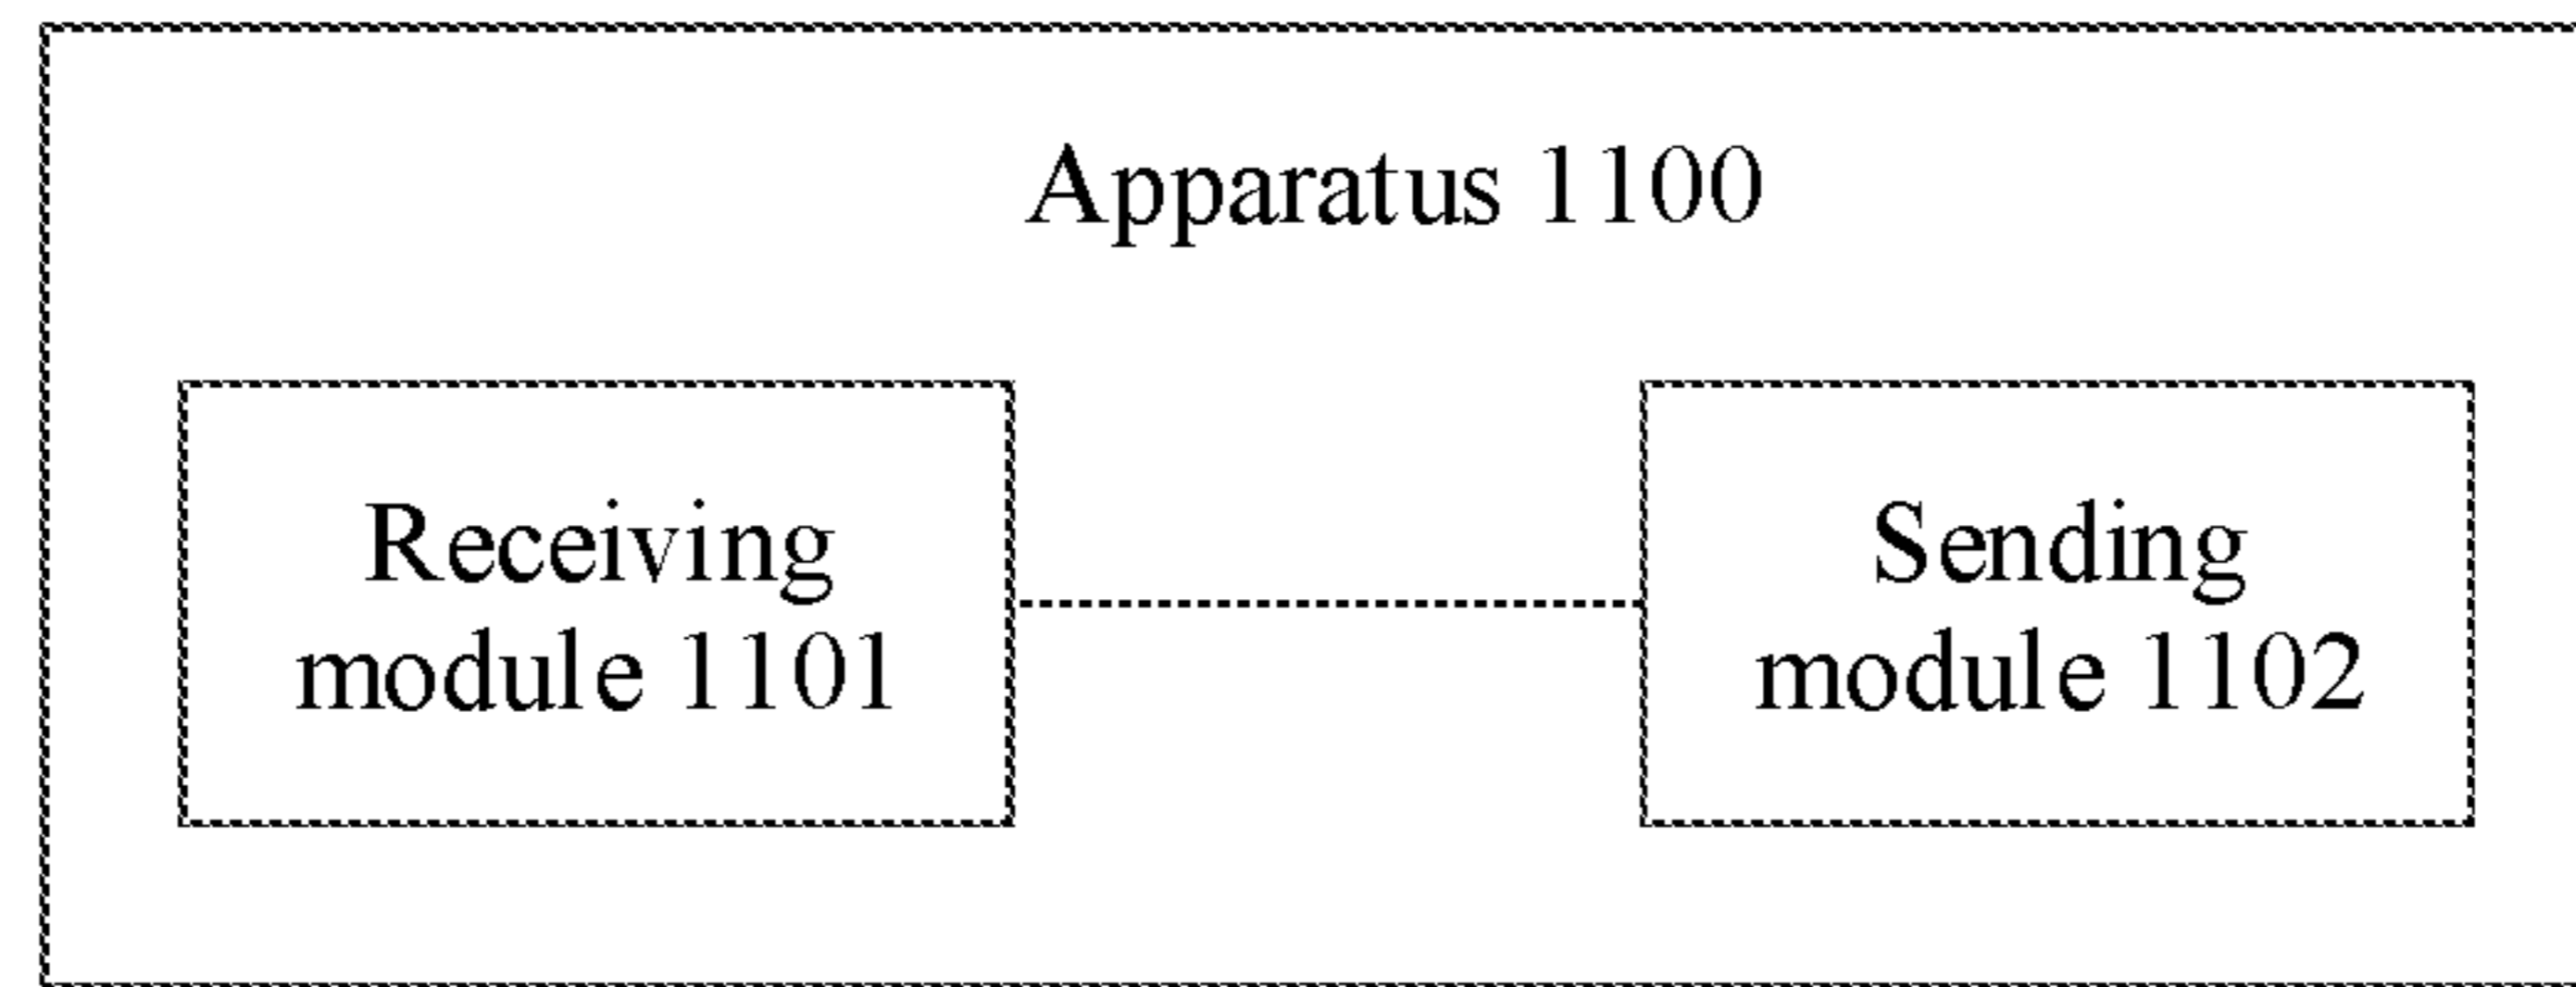 Apparatus 1100
Receiving
module 1101
Sending
module 1102